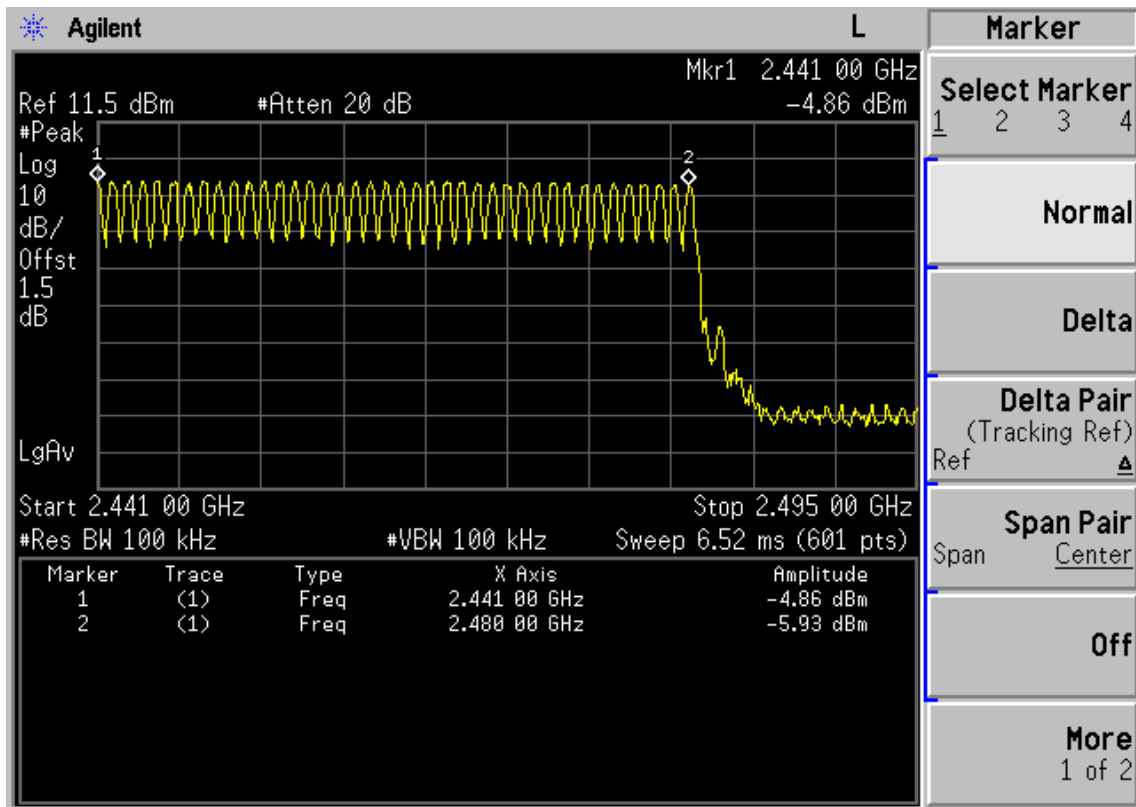 Agilent L Marker
Mkr1 2.441 00 GHz
Ref 11.5 dBm #Atten 20 dB -4.86 dBm
#Peak
Log
10
dB/
Offst
1.5
dB
LgAv
1
2
Start 2.441 00 GHz Stop 2.495 00 GHz
#Res BW 100 kHz #VBW 100 kHz Sweep 6.52 ms (601 pts)
Marker Trace Type X Axis Amplitude
1 (1) Freq 2.441 00 GHz -4.86 dBm
2 (1) Freq 2.480 00 GHz -5.93 dBm
Select Marker
1 2 3 4
Normal
Delta
Delta Pair
(Tracking Ref)
Ref Δ
Span Pair
Span Center
Off
More
1 of 2